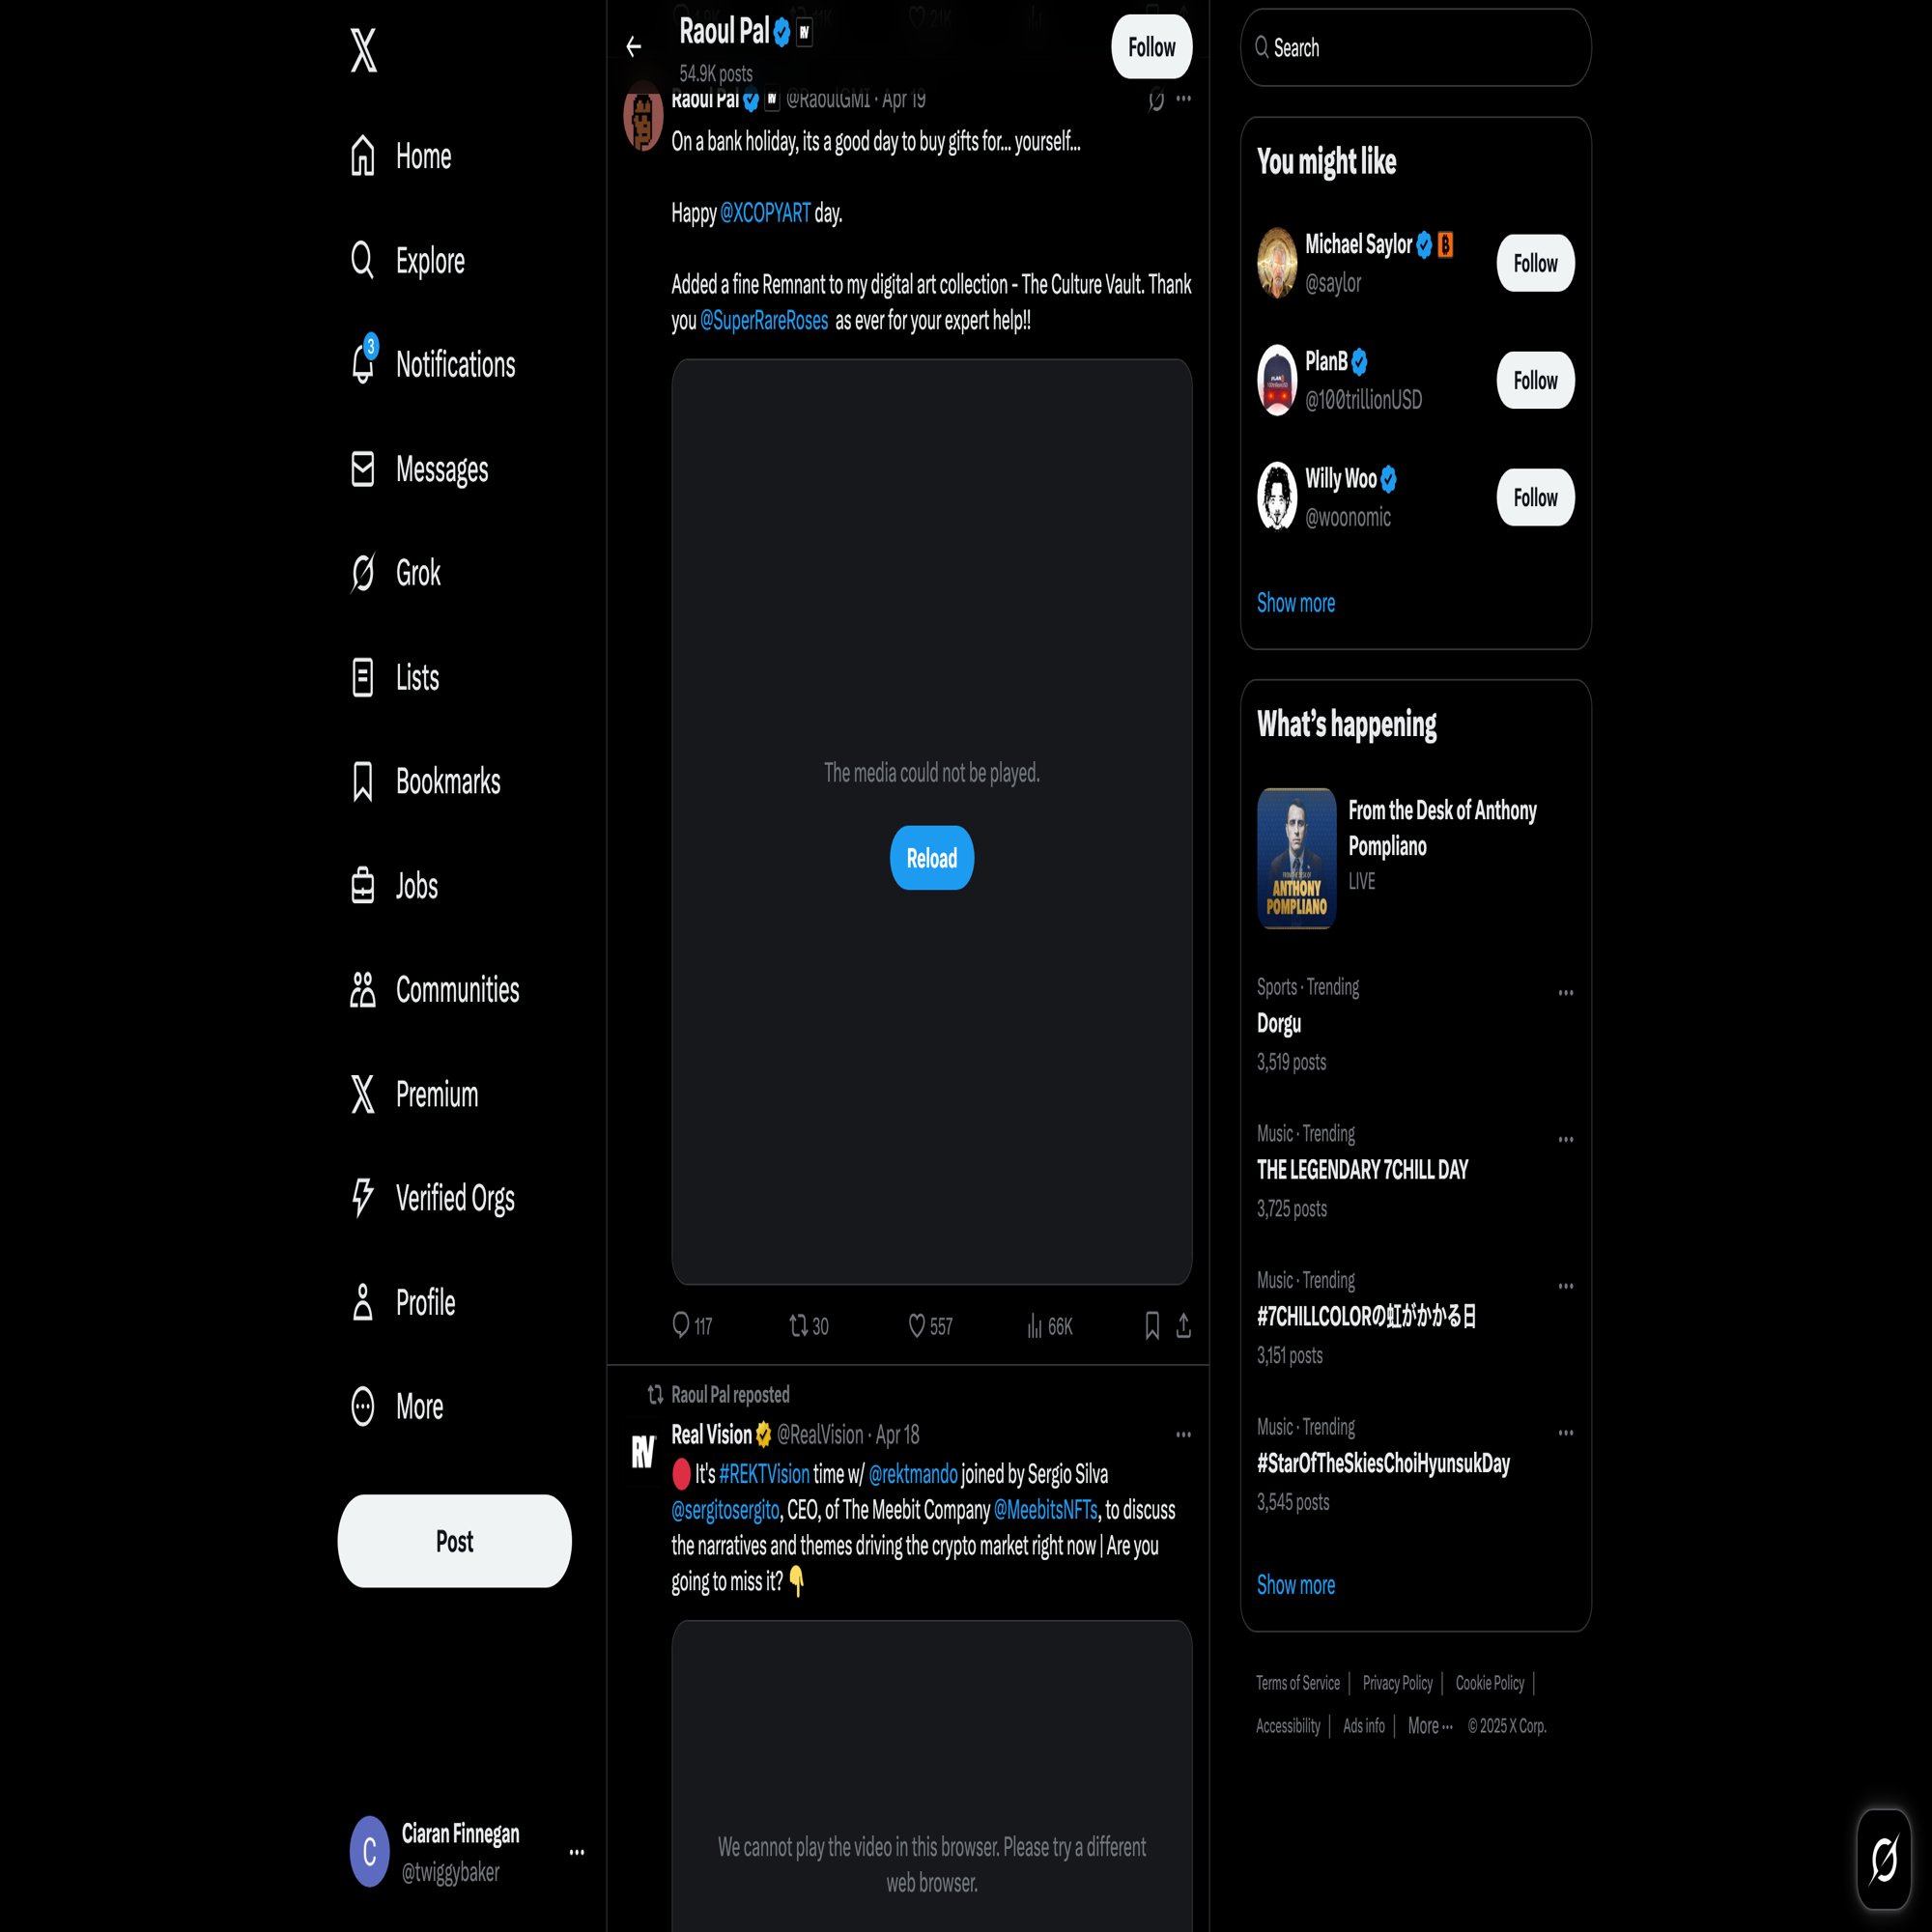 Home
Explore
3
Notifications
Messages
Grok
Lists
Bookmarks
Jobs
Communities
Premium
Verified Orgs
Profile
More
Post
C
Ciaran Finnegan
@twiggybaker
Raoul Pal
RV
54.9K posts
Follow
21K
Raoul Pal RV @RaoulGMI · Apr 19
On a bank holiday, its a good day to buy gifts for... yourself...
Happy @XCOPYART day.
Added a fine Remnant to my digital art collection - The Culture Vault. Thank
you @SuperRareRoses as ever for your expert help!!
The media could not be played.
Reload
117 30 557 66K
Raoul Pal reposted
RV
Real Vision @RealVision · Apr 18
🔴 It's #REKTVision time w/ @rektmando joined by Sergio Silva
@sergitosergito, CEO, of The Meebit Company @MeebitsNFTs, to discuss
the narratives and themes driving the crypto market right now | Are you
going to miss it? 👇
We cannot play the video in this browser. Please try a different
web browser.
Search
You might like
Michael Saylor
@saylor
Follow
PlanB
@100trillionUSD
Follow
Willy Woo
@woonomic
Follow
Show more
What's happening
ANTHONY
POMPLIANO
From the Desk of Anthony
Pompliano
LIVE
Sports · Trending
Dorgu
3,519 posts
Music · Trending
THE LEGENDARY 7CHILL DAY
3,725 posts
Music · Trending
#7CHILLCOLORの虹がかかる日
3,151 posts
Music · Trending
#StarOfTheSkiesChoiHyunsukDay
3,545 posts
Show more
Terms of Service | Privacy Policy | Cookie Policy |
Accessibility | Ads info | More ··· © 2025 X Corp.